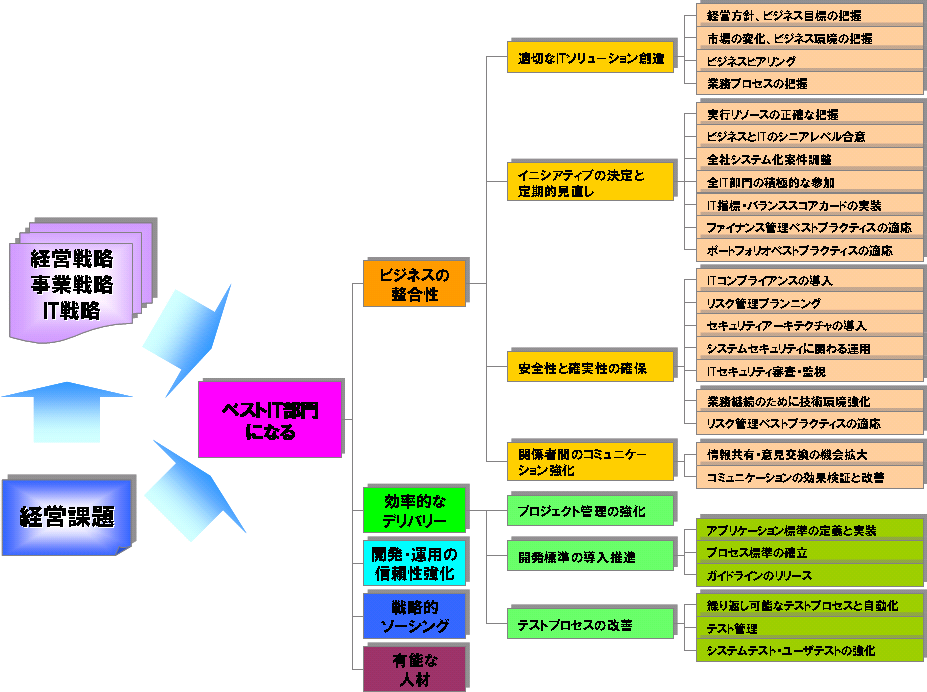 経営戦略
事業戦略
IT戦略
経営課題
ベストIT部門
になる
ビジネスの
整合性
適切なITソリューション創造
経営方針、ビジネス目標の把握
市場の変化、ビジネス環境の把握
ビジネスヒアリング
業務プロセスの把握
イニシアティブの決定と
定期的見直し
実行リソースの正確な把握
ビジネスとITのシニアレベル合意
全社システム化案件調整
全IT部門の積極的な参加
IT指標・バランススコアカードの実装
ファイナンス管理ベストプラクティスの適応
ポートフォリオベストプラクティスの適応
安全性と確実性の確保
ITコンプライアンスの導入
リスク管理プランニング
セキュリティアーキテクチャの導入
システムセキュリティに関わる運用
ITセキュリティ審査・監視
業務継続のために技術環境強化
リスク管理ベストプラクティスの適応
関係者間のコミュニケー
ション強化
情報共有・意見交換の機会拡大
コミュニケーションの効果検証と改善
効率的な
デリバリー
プロジェクト管理の強化
開発標準の導入推進
アプリケーション標準の定義と実装
プロセス標準の確立
ガイドラインのリリース
テストプロセスの改善
繰り返し可能なテストプロセスと自動化
テスト管理
システムテスト・ユーザテストの強化
開発・運用の
信頼性強化
戦略的
ソーシング
有能な
人材